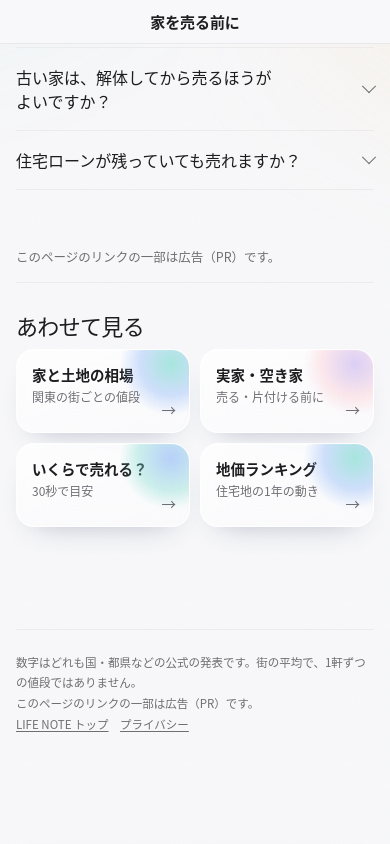 家を売る前に
古い家は、解体してから売るほうが
よいですか？
住宅ローンが残っていても売れますか？
このページのリンクの一部は広告（PR）です。
あわせて見る
家と土地の相場
関東の街ごとの値段
→
実家・空き家
売る・片付ける前に
→
いくらで売れる？
30秒で目安
→
地価ランキング
住宅地の1年の動き
→
数字はどれも国・都県などの公式の発表です。街の平均で、1軒ずつ
の値段ではありません。
このページのリンクの一部は広告（PR）です。
LIFE NOTE トップ　プライバシー